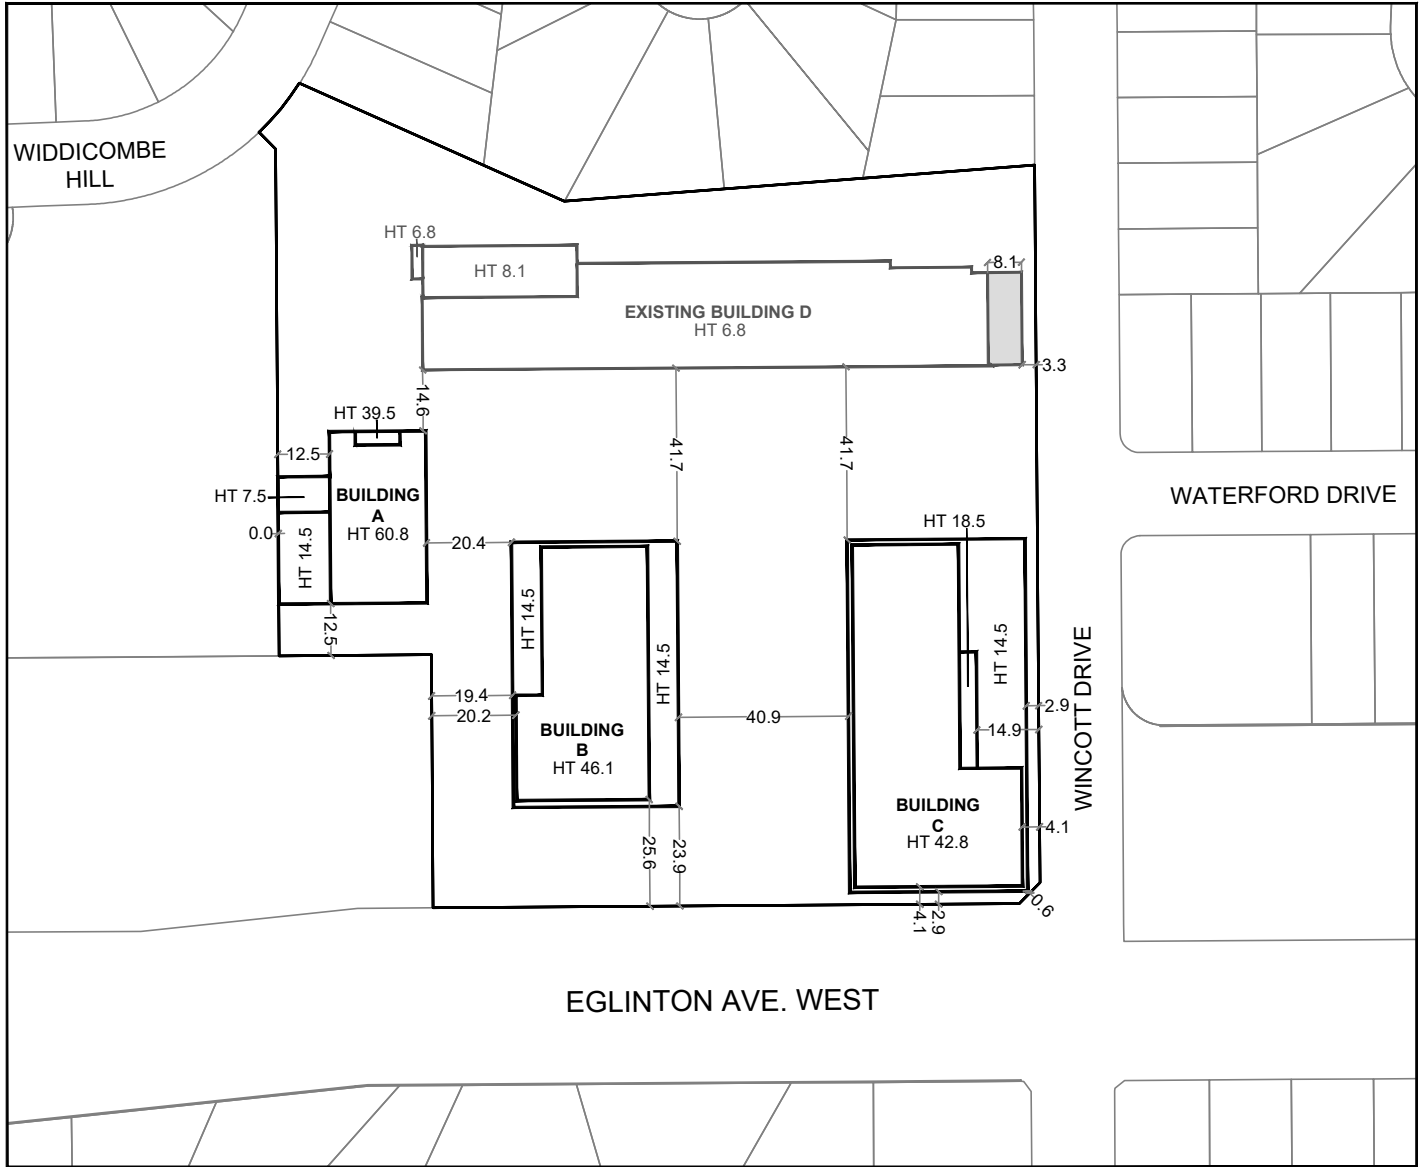 WIDDICOMBE
HILL
HT 6.8
HT 8.1
8.1
EXISTING BUILDING D
HT 6.8
3.3
14.6
HT 39.5
12.5
41.7
41.7
HT 7.5
BUILDING
A
HT 60.8
WATERFORD DRIVE
HT 18.5
0.0
HT 14.5
20.4
HT 14.5
HT 14.5
HT 14.5
12.5
19.4
20.2
40.9
2.9
14.9
WINCOTT DRIVE
BUILDING
B
HT 46.1
BUILDING
C
HT 42.8
4.1
25.6
23.9
4.1
2.9
0.6
EGLINTON AVE. WEST